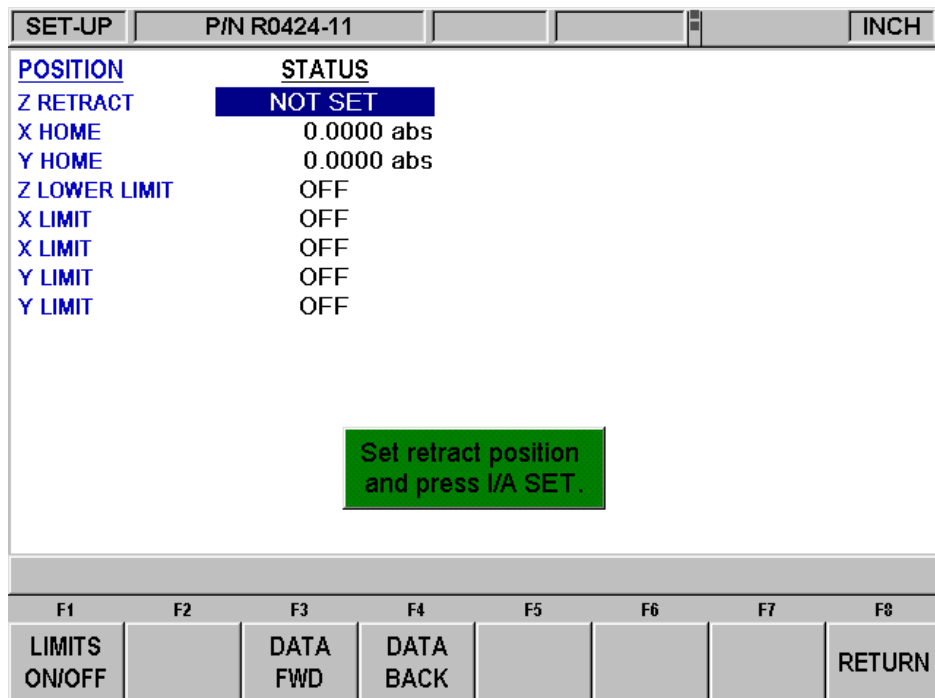 SET-UP P/N R0424-11 INCH
POSITION STATUS
Z RETRACT NOT SET
X HOME 0.0000 abs
Y HOME 0.0000 abs
Z LOWER LIMIT OFF
X LIMIT OFF
X LIMIT OFF
Y LIMIT OFF
Y LIMIT OFF
Set retract position
and press I/A SET.
F1 F2 F3 F4 F5 F6 F7 F8
LIMITS DATA DATA RETURN
ON/OFF FWD BACK